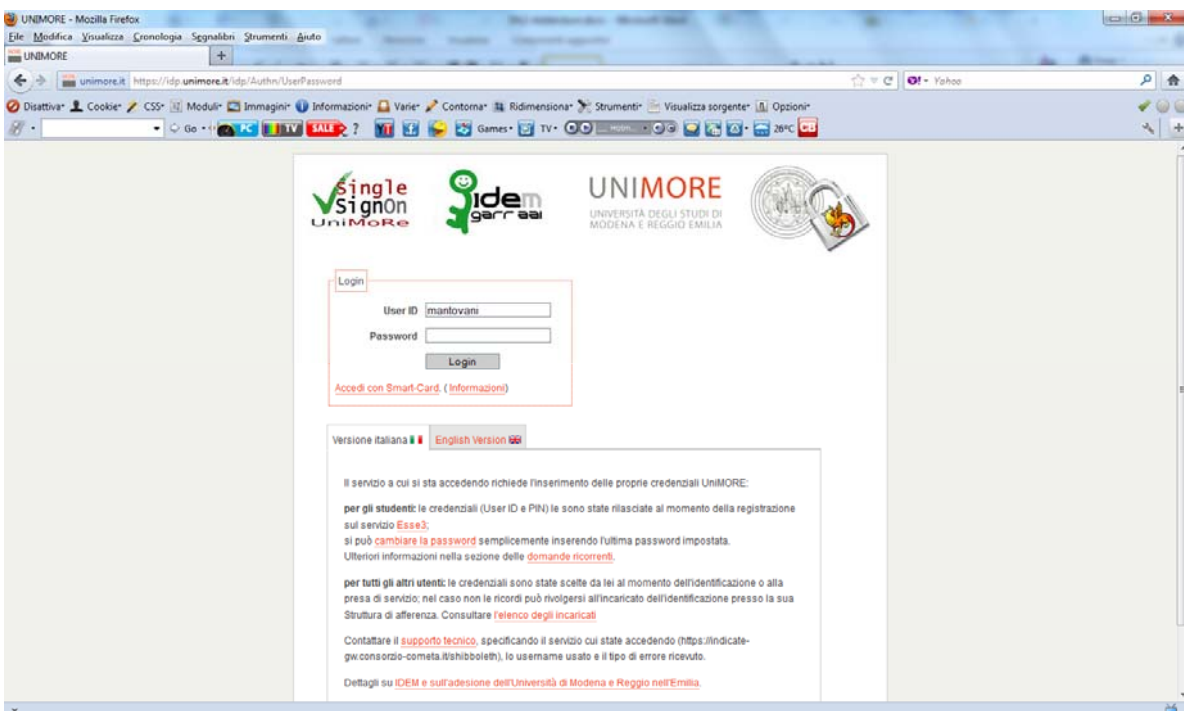 UNIMORE - Mozilla Firefox
File Modifica Visualizza Cronologia Segnalibri Strumenti Aiuto
UNIMORE
unimore.it https://idp.unimore.it/idp/Authn/UserPassword
Yahoo
Disattiva Cookie CSS Moduli Immagini Informazioni Varie Contorna Ridimensiona Strumenti Visualizza sorgente Opzioni
Go PC TV SALE ? Games TV 26°C
Single SignOn UniMoRe
idem garr aai
UNIMORE
UNIVERSITÀ DEGLI STUDI DI
MODENA E REGGIO EMILIA
Login
User ID mantovani
Password
Login
Accedi con Smart-Card. ( Informazioni)
Versione italiana English Version
Il servizio a cui si sta accedendo richiede l'inserimento delle proprie credenziali UniMORE:
per gli studenti: le credenziali (User ID e PIN) le sono state rilasciate al momento della registrazione
sul servizio Esse3;
si può cambiare la password semplicemente inserendo l'ultima password impostata.
Ulteriori informazioni nella sezione delle domande ricorrenti.
per tutti gli altri utenti: le credenziali sono state scelte da lei al momento dell'identificazione o alla
presa di servizio; nel caso non le ricordi può rivolgersi all'incaricato dell'identificazione presso la sua
Struttura di afferenza. Consultare l'elenco degli incaricati
Contattare il supporto tecnico, specificando il servizio cui state accedendo (https://indicate-
gw.consorzio-cometa.it/shibboleth), lo username usato e il tipo di errore ricevuto.
Dettagli su IDEM e sull'adesione dell'Università di Modena e Reggio nell'Emilia.